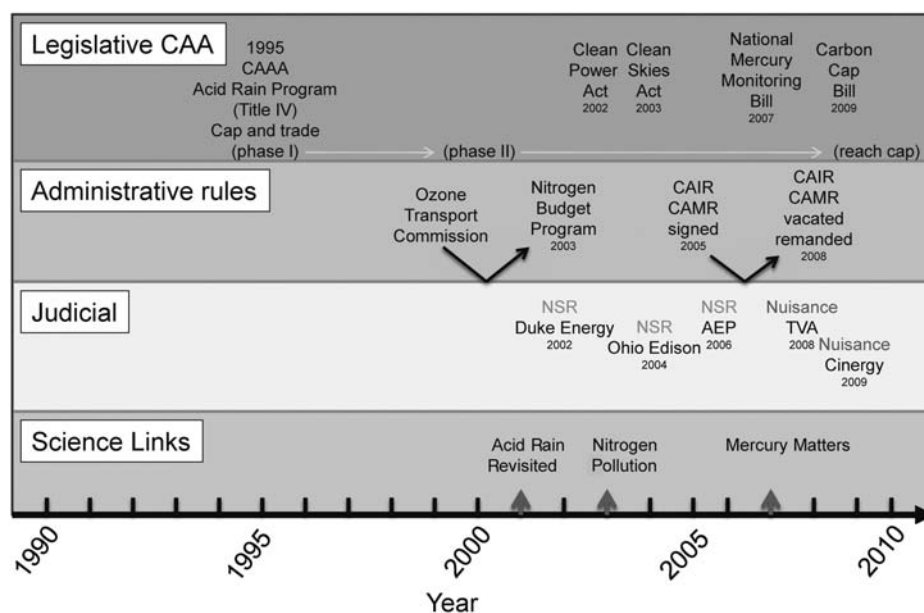 Legislative CAA
1995
CAAA
Acid Rain Program
(Title IV)
Cap and trade
(phase I)
(phase II)
Clean
Power
Act
2002
Clean
Skies
Act
2003
National
Mercury
Monitoring
Bill
2007
Carbon
Cap
Bill
2009
(reach cap)
Administrative rules
Ozone
Transport
Commission
Nitrogen
Budget
Program
2003
CAIR
CAMR
signed
2005
CAIR
CAMR
vacated
remanded
2008
Judicial
NSR
Duke Energy
2002
NSR
Ohio Edison
2004
NSR
AEP
2006
Nuisance
TVA
2008
Nuisance
Cinergy
2009
Science Links
Acid Rain
Revisited
Nitrogen
Pollution
Mercury Matters
1990
1995
2000
2005
2010
Year